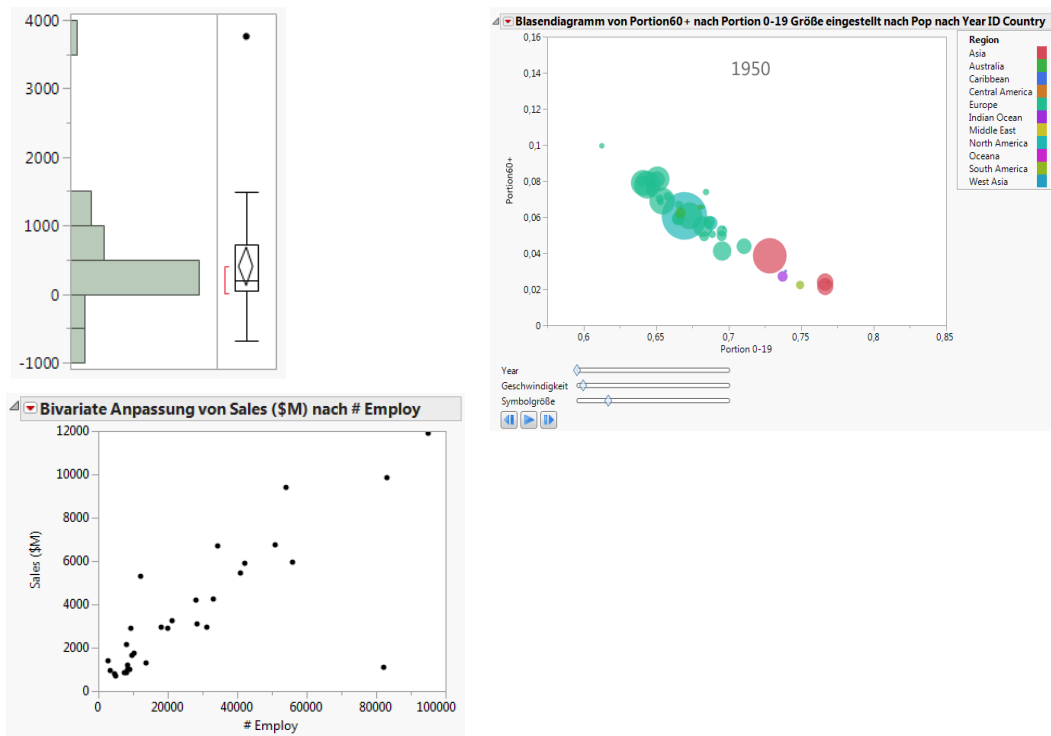 4000
3000
2000
1000
0
-1000
Blasendiagramm von Portion60+ nach Portion 0-19 Größe eingestellt nach Pop nach Year ID Country
0,16
0,14
0,12
0,1
0,08
0,06
0,04
0,02
0
Portion60+
1950
0,6 0,65 0,7 0,75 0,8 0,85
Portion 0-19
Region
Asia
Australia
Caribbean
Central America
Europe
Indian Ocean
Middle East
North America
Oceana
South America
West Asia
Year
Geschwindigkeit
Symbolgröße
Bivariate Anpassung von Sales ($M) nach # Employ
12000
10000
8000
6000
4000
2000
0
Sales ($M)
0 20000 40000 60000 80000 100000
# Employ